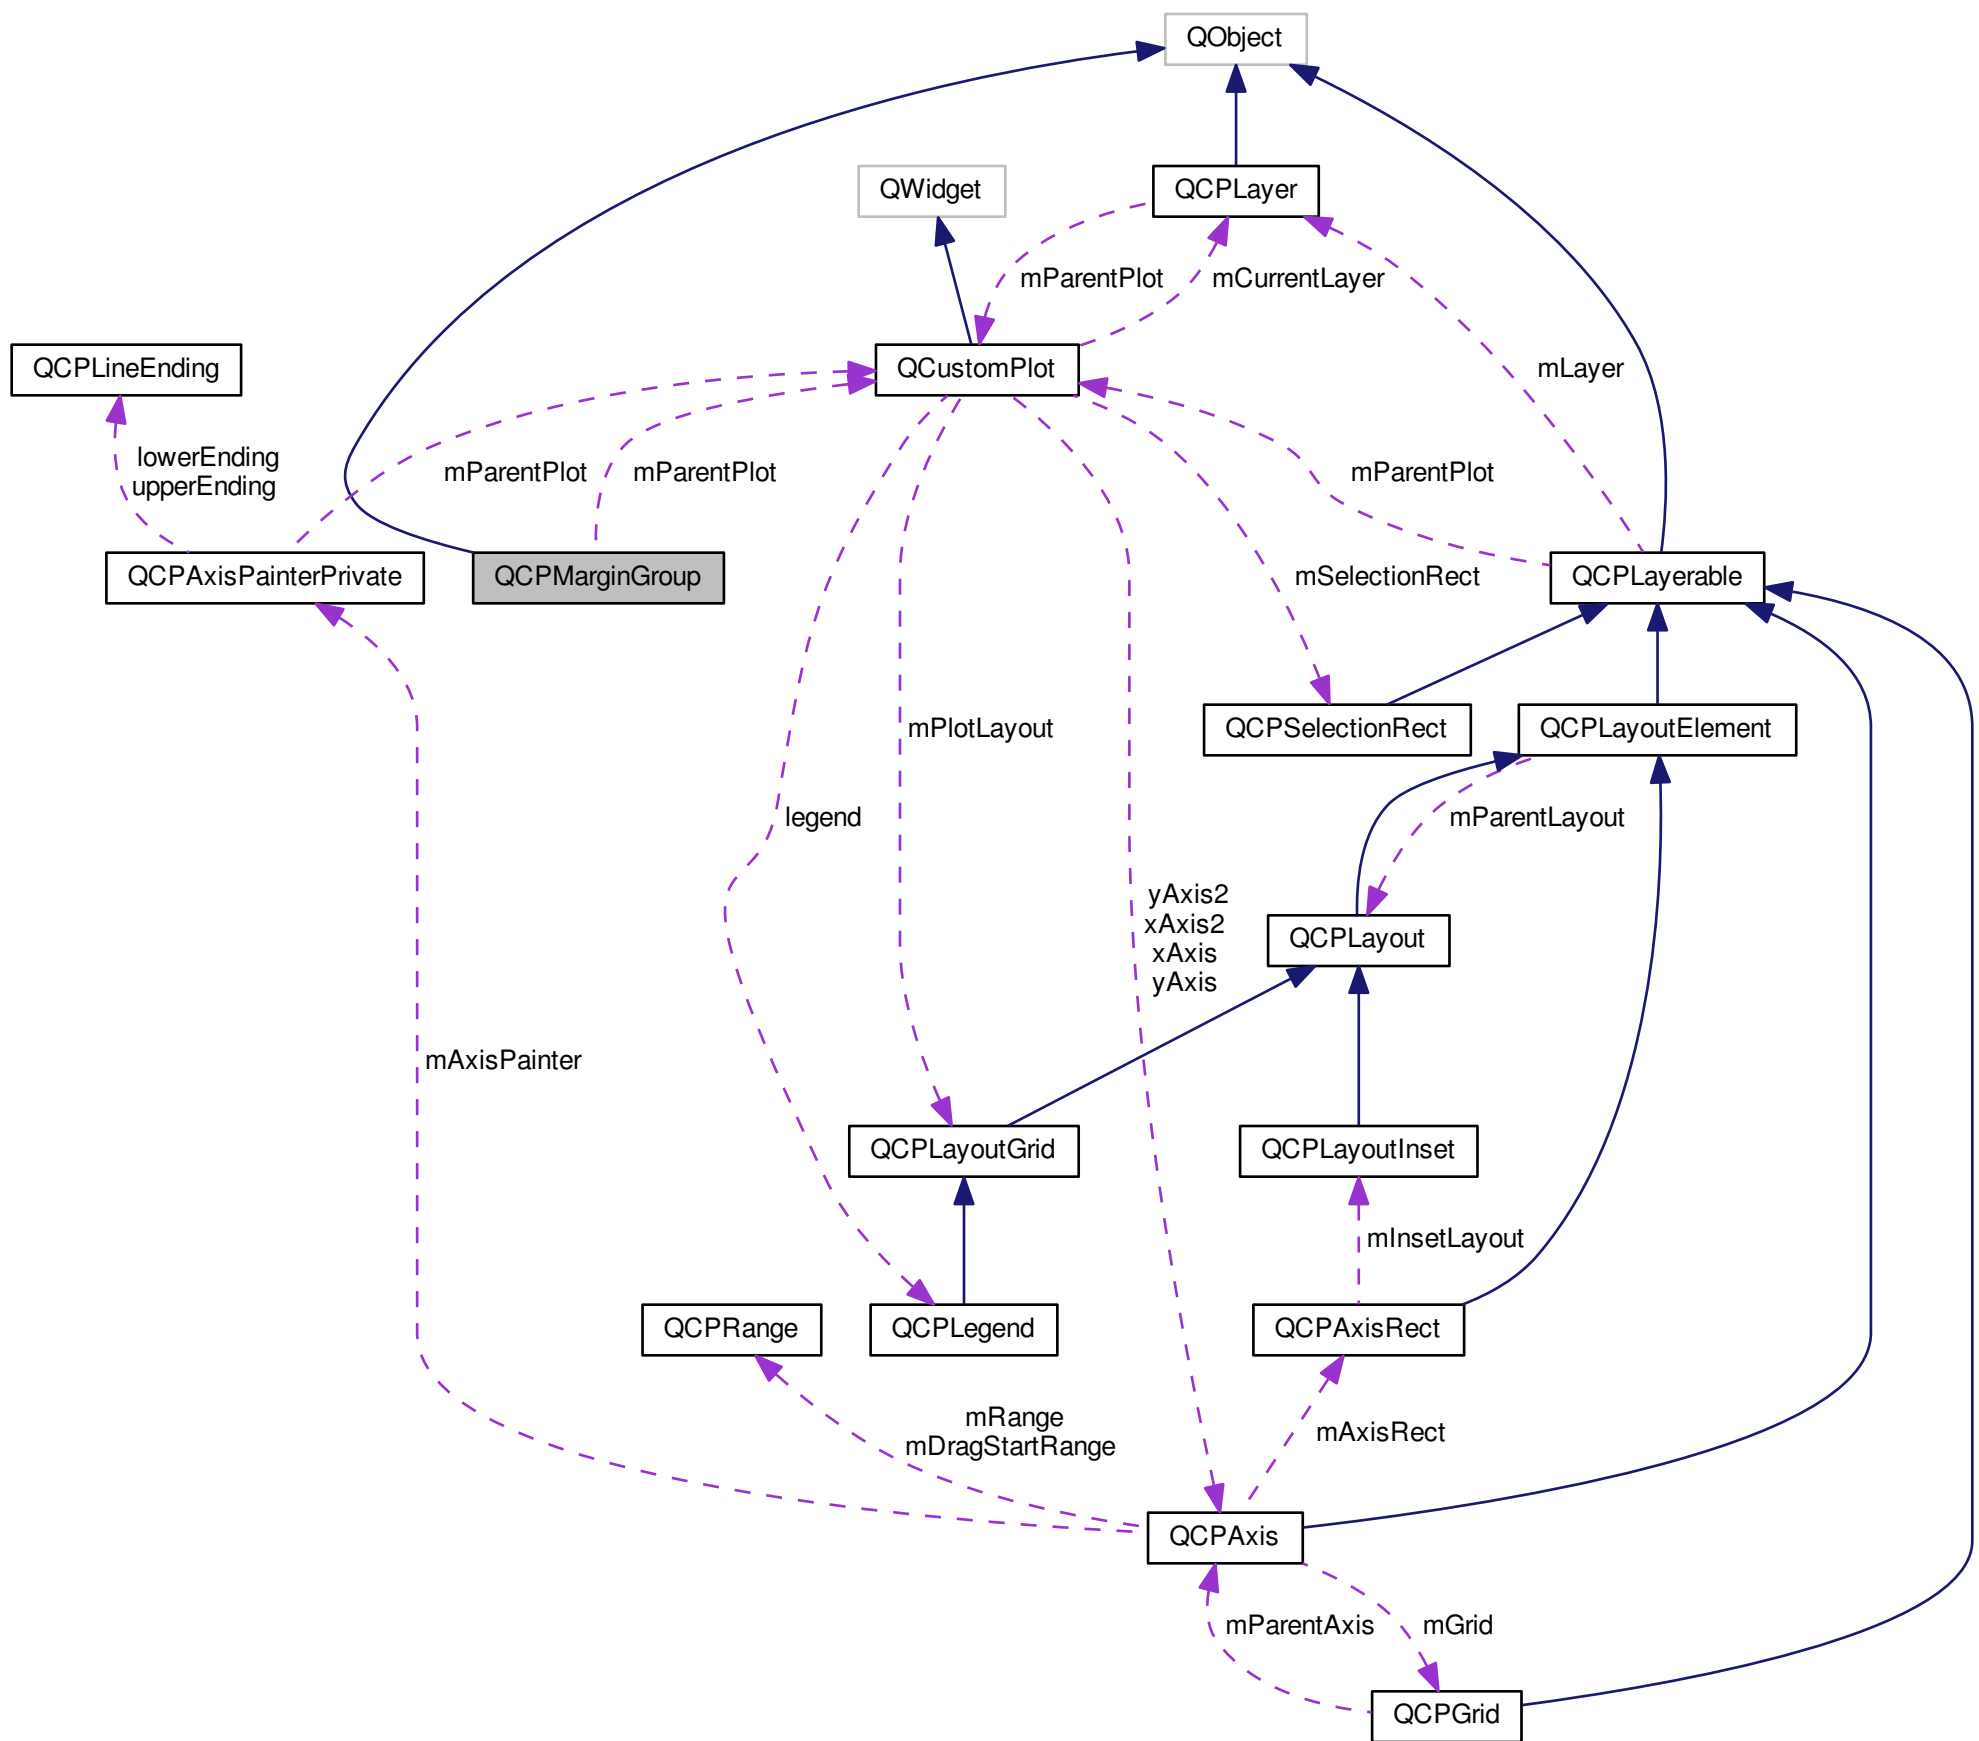 QObject
QWidget
QCPLayer
mParentPlot
mCurrentLayer
QCPLineEnding
QCustomPlot
mLayer
lowerEnding
upperEnding
mParentPlot
mParentPlot
mParentPlot
QCPAxisPainterPrivate
QCPMarginGroup
mSelectionRect
QCPLayerable
mPlotLayout
QCPSelectionRect
QCPLayoutElement
legend
mParentLayout
yAxis2
xAxis2
xAxis
yAxis
QCPLayout
mAxisPainter
QCPLayoutGrid
QCPLayoutInset
mInsetLayout
QCPRange
QCPLegend
QCPAxisRect
mRange
mDragStartRange
mAxisRect
QCPAxis
mParentAxis
mGrid
QCPGrid